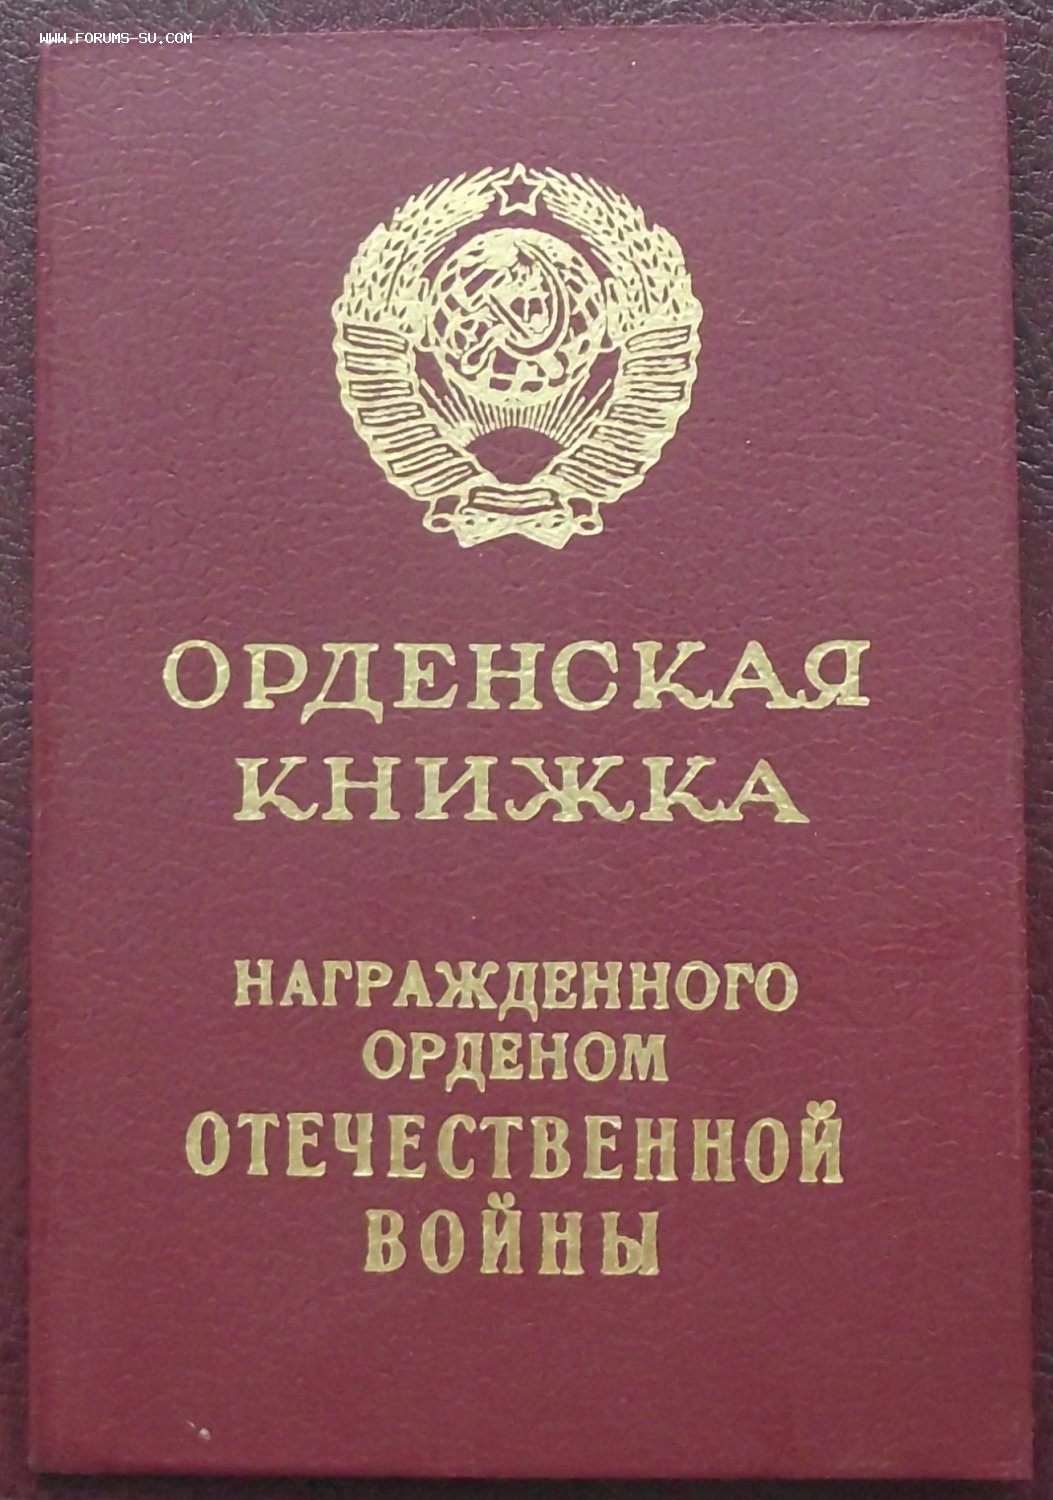 WWW.FORUMS-SU.COM
ОРДЕНСКАЯ
КНИЖКА
НАГРАЖДЕННОГО
ОРДЕНОМ
ОТЕЧЕСТВЕННОЙ
ВОЙНЫ